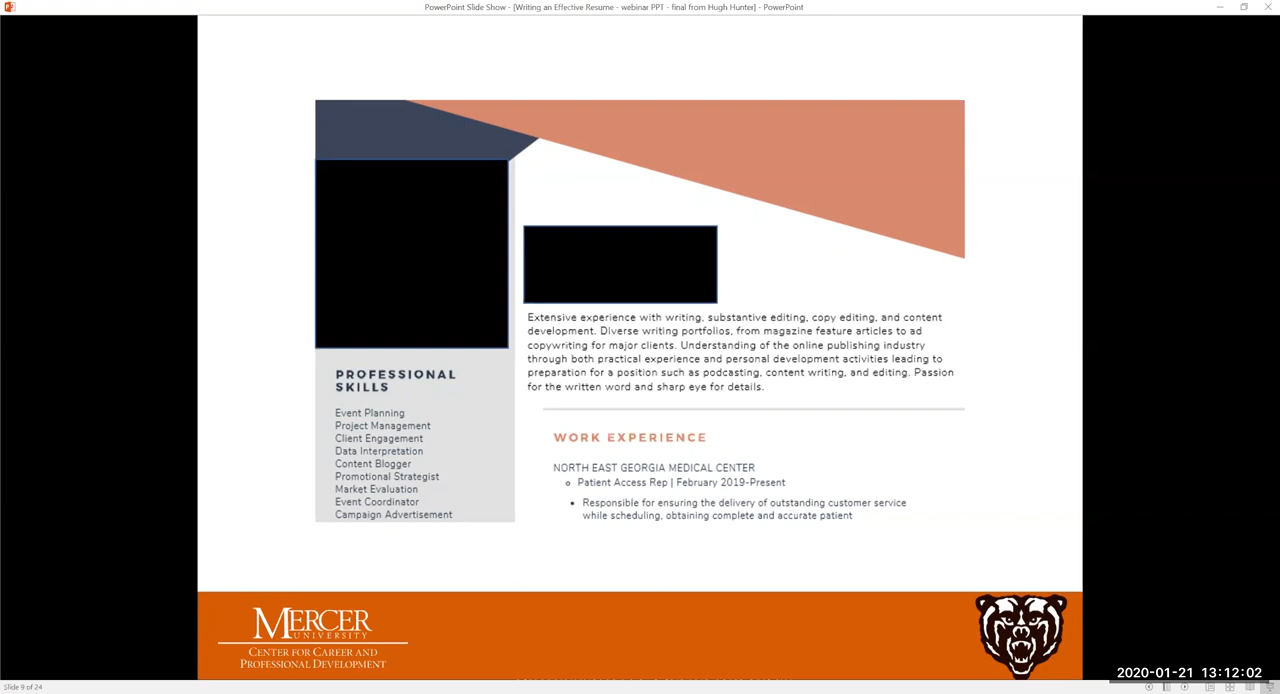 PowerPoint Slide Show - [Writing an Effective Resume - webinar PPT - final from Hugh Hunter] - PowerPoint
Extensive experience with writing, substantive editing, copy editing, and content
development. Diverse writing portfolios, from magazine feature articles to ad
copywriting for major clients. Understanding of the online publishing industry
through both practical experience and personal development activities leading to
preparation for a position such as podcasting, content writing, and editing. Passion
for the written word and sharp eye for details.
PROFESSIONAL
SKILLS
Event Planning
Project Management
Client Engagement
Data Interpretation
Content Blogger
Promotional Strategist
Market Evaluation
Event Coordinator
Campaign Advertisement
WORK EXPERIENCE
NORTH EAST GEORGIA MEDICAL CENTER
Patient Access Rep | February 2019-Present
Responsible for ensuring the delivery of outstanding customer service
while scheduling, obtaining complete and accurate patient
MERCER
UNIVERSITY
CENTER FOR CAREER AND
PROFESSIONAL DEVELOPMENT
2020-01-21 13:12:02
Slide 9 of 24